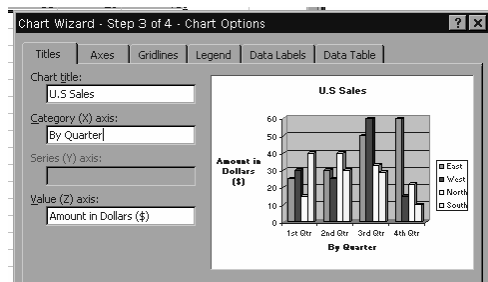 Chart Wizard - Step 3 of 4 - Chart Options
Titles
Axes
Gridlines
Legend
Data Labels
Data Table
Chart title:
U.S Sales
Category (X) axis:
By Quarter
Series (Y) axis:
Value (Z) axis:
Amount in Dollars ($)
U.S Sales
60
50
40
30
20
10
0
Amount in
Dollars
($)
1st Qtr 2nd Qtr 3rd Qtr 4th Qtr
By Quarter
East
West
North
South